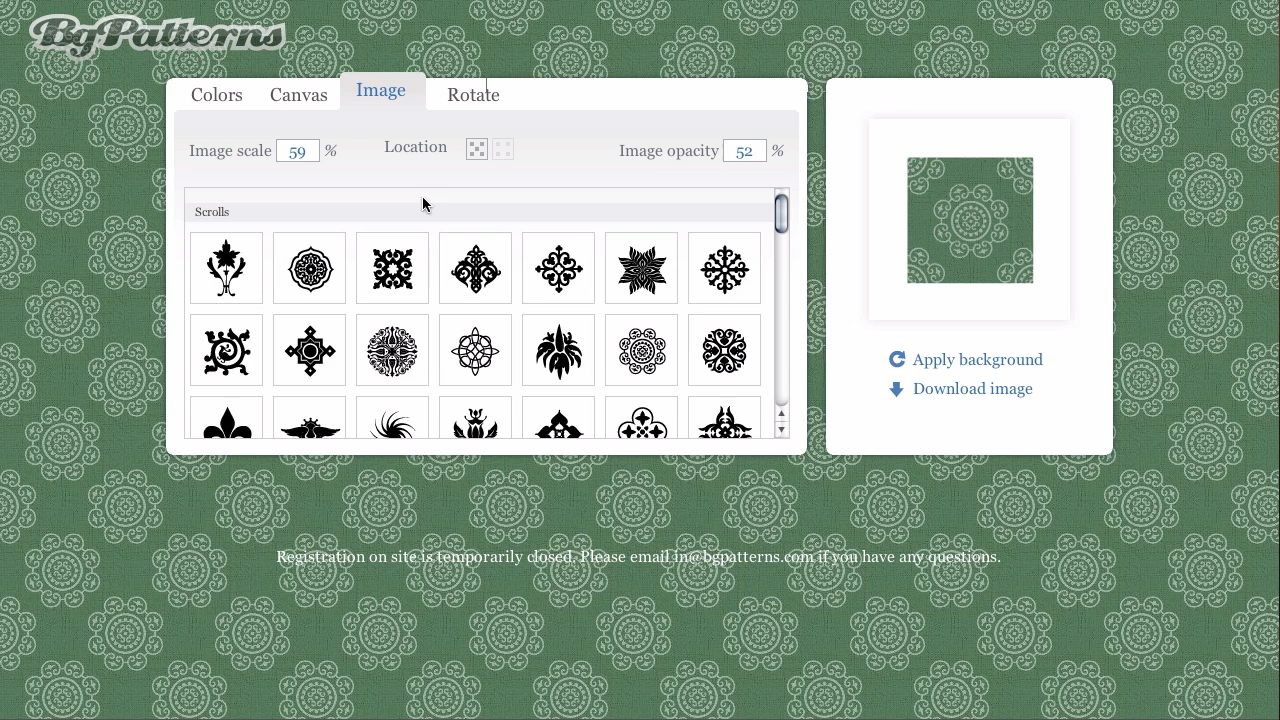 BgPatterns
Colors Canvas Image Rotate
Image scale 59 % Location Image opacity 52 %
Scrolls
Apply background
Download image
Registration on site is temporarily closed. Please email in@bgpatterns.com if you have any questions.